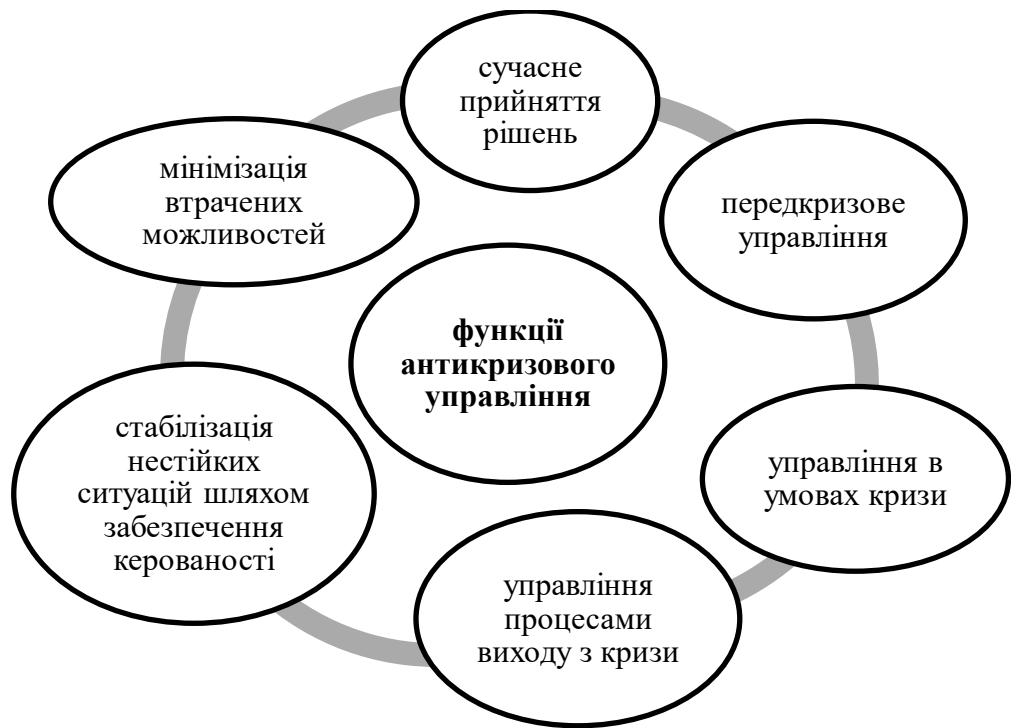 сучасне
прийняття
рішень
передкризове
управління
управління в
умовах кризи
управління
процесами
виходу з кризи
стабілізація
нестійких
ситуацій шляхом
забезпечення
керованості
мінімізація
втрачених
можливостей
функції
антикризового
управління